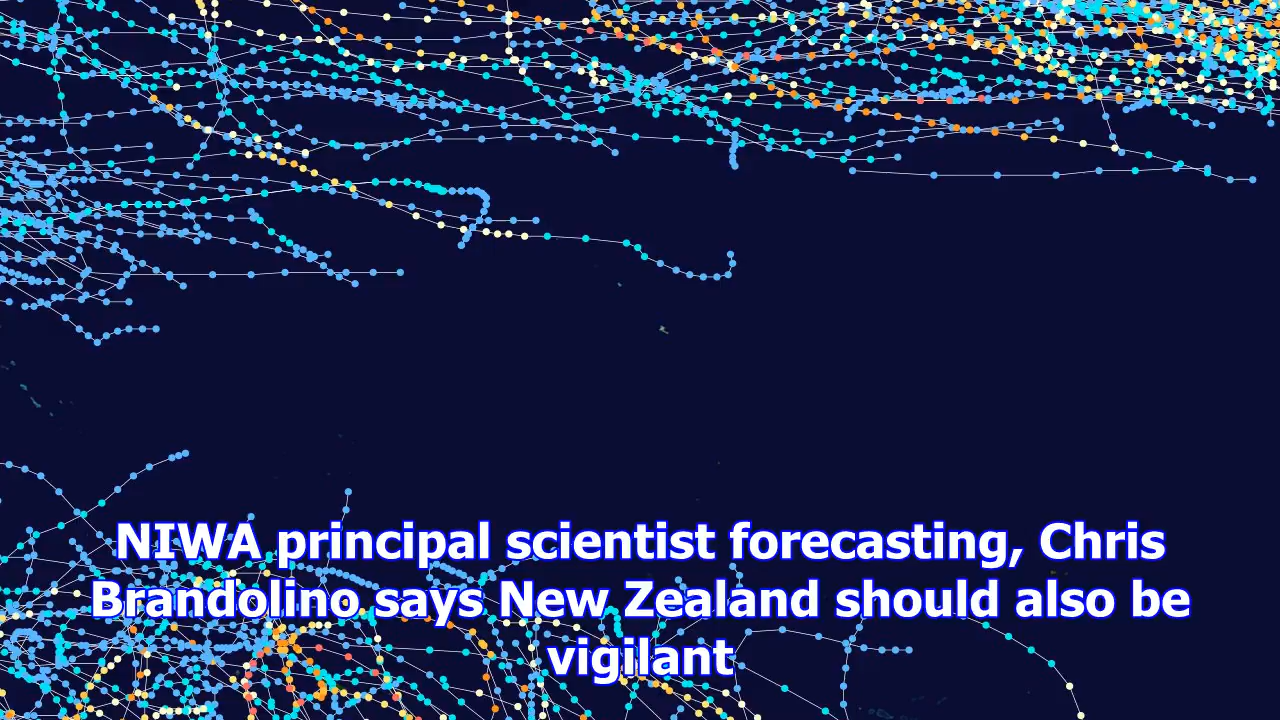 NIWA principal scientist forecasting, Chris
Brandolino says New Zealand should also be
vigilant